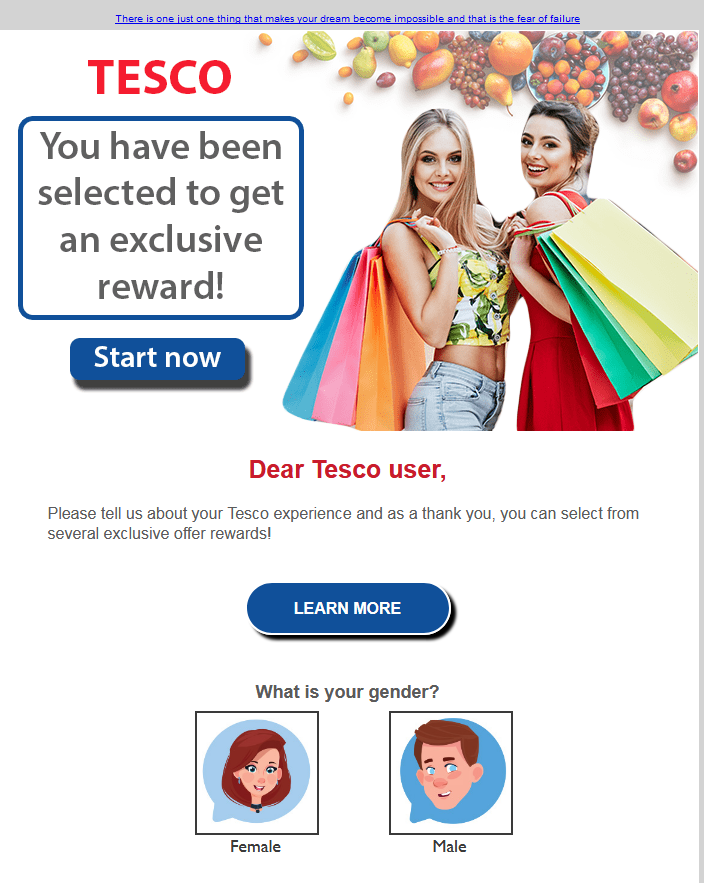 There is one just one thing that makes your dream become impossible and that is the fear of failure
TESCO
You have been
selected to get
an exclusive
reward!
Start now
Dear Tesco user,
Please tell us about your Tesco experience and as a thank you, you can select from
several exclusive offer rewards!
LEARN MORE
What is your gender?
Female
Male